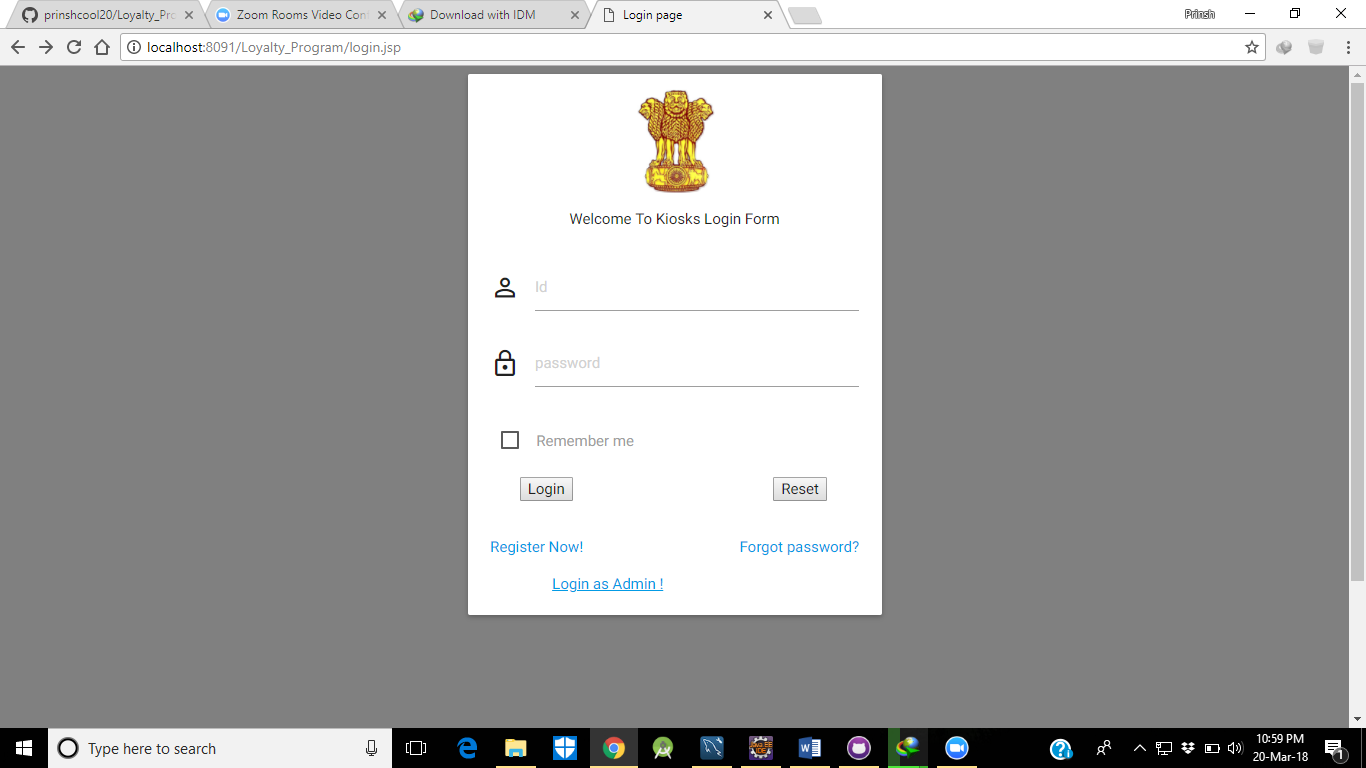 prinshcool20/Loyalty_Pro
Zoom Rooms Video Conf
Download with IDM
Login page
Prinsh
localhost:8091/Loyalty_Program/login.jsp
Welcome To Kiosks Login Form
Id
password
Remember me
Login
Reset
Register Now!
Forgot password?
Login as Admin !
Type here to search
10:59 PM
20-Mar-18
1